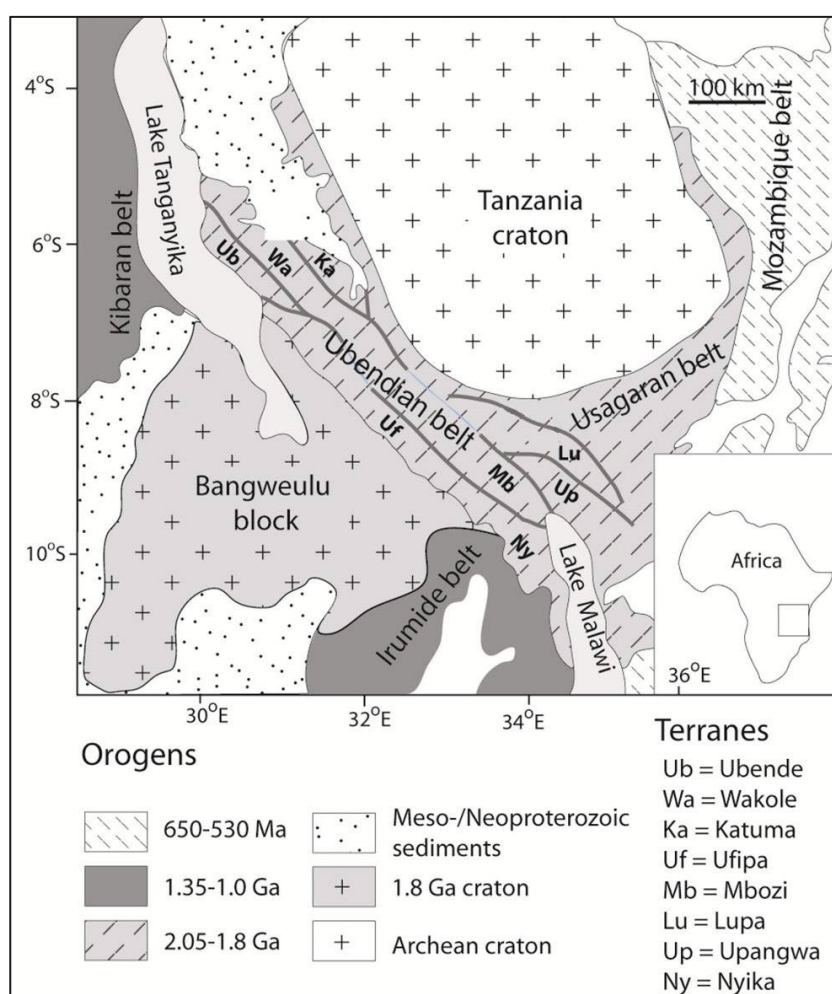 4°S
6°S
8°S
10°S
30°E
32°E
34°E
36°E
100 km
Kibaran belt
Lake Tanganyika
Tanzania
craton
Mozambique belt
Ub
Wa
Ka
Ubendian belt
Usagaran belt
Uf
Mb
Lu
Up
Ny
Bangweulu
block
Irumide belt
Lake Malawi
Africa
Orogens
650-530 Ma
1.35-1.0 Ga
2.05-1.8 Ga
Meso-/Neoproterozoic
sediments
1.8 Ga craton
Archean craton
Terranes
Ub = Ubende
Wa = Wakole
Ka = Katuma
Uf = Ufipa
Mb = Mbozi
Lu = Lupa
Up = Upangwa
Ny = Nyika